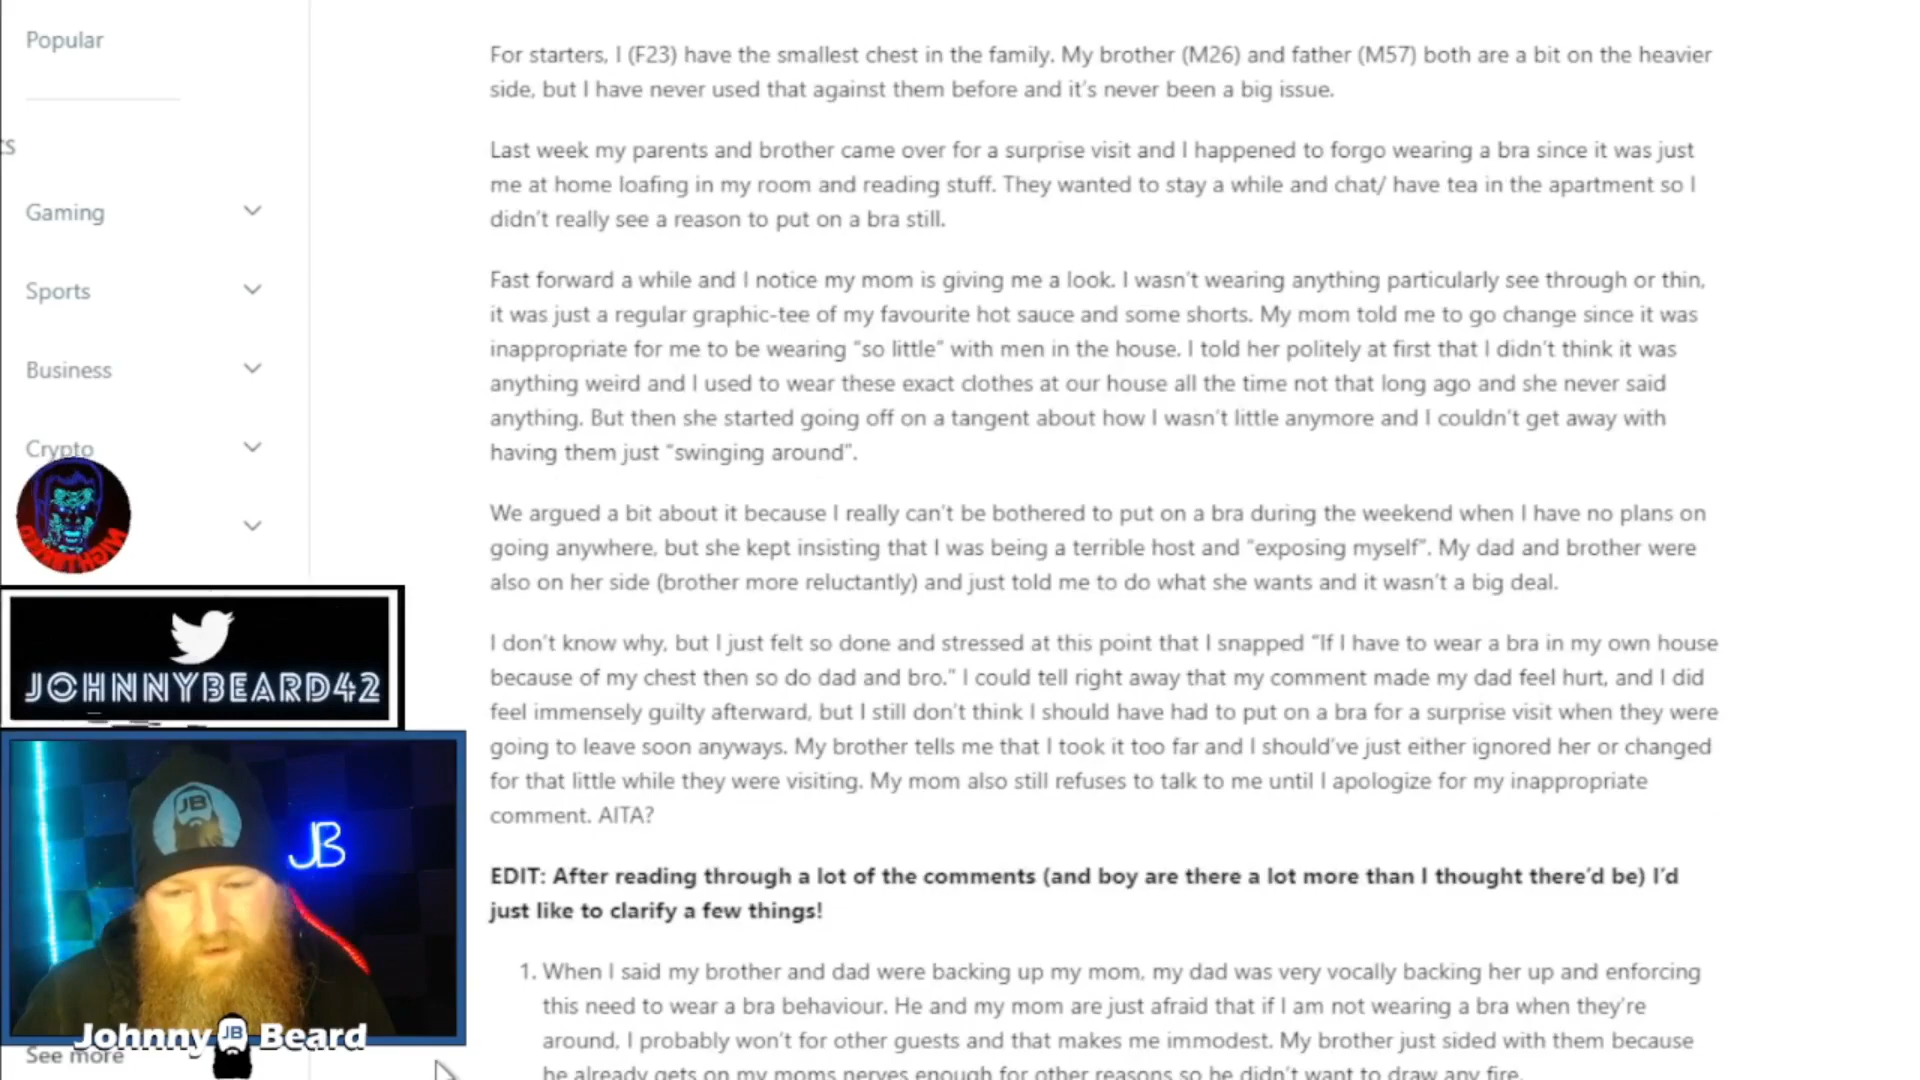 Popular
cs
Gaming
Sports
Business
Crypto
NIGHTMARE
JOHNNYBEARD42
JB
JB
Johnny JB Beard
See more
For starters, I (F23) have the smallest chest in the family. My brother (M26) and father (M57) both are a bit on the heavier
side, but I have never used that against them before and it's never been a big issue.
Last week my parents and brother came over for a surprise visit and I happened to forgo wearing a bra since it was just
me at home loafing in my room and reading stuff. They wanted to stay a while and chat/ have tea in the apartment so I
didn't really see a reason to put on a bra still.
Fast forward a while and I notice my mom is giving me a look. I wasn't wearing anything particularly see through or thin,
it was just a regular graphic-tee of my favourite hot sauce and some shorts. My mom told me to go change since it was
inappropriate for me to be wearing “so little” with men in the house. I told her politely at first that I didn't think it was
anything weird and I used to wear these exact clothes at our house all the time not that long ago and she never said
anything. But then she started going off on a tangent about how I wasn't little anymore and I couldn't get away with
having them just “swinging around”.
We argued a bit about it because I really can't be bothered to put on a bra during the weekend when I have no plans on
going anywhere, but she kept insisting that I was being a terrible host and “exposing myself”. My dad and brother were
also on her side (brother more reluctantly) and just told me to do what she wants and it wasn't a big deal.
I don't know why, but I just felt so done and stressed at this point that I snapped “If I have to wear a bra in my own house
because of my chest then so do dad and bro.” I could tell right away that my comment made my dad feel hurt, and I did
feel immensely guilty afterward, but I still don't think I should have had to put on a bra for a surprise visit when they were
going to leave soon anyways. My brother tells me that I took it too far and I should've just either ignored her or changed
for that little while they were visiting. My mom also still refuses to talk to me until I apologize for my inappropriate
comment. AITA?
EDIT: After reading through a lot of the comments (and boy are there a lot more than I thought there'd be) I'd
just like to clarify a few things!
1. When I said my brother and dad were backing up my mom, my dad was very vocally backing her up and enforcing
this need to wear a bra behaviour. He and my mom are just afraid that if I am not wearing a bra when they're
around, I probably won't for other guests and that makes me immodest. My brother just sided with them because
he already gets on my moms nerves enough for other reasons so he didn't want to draw any fire.